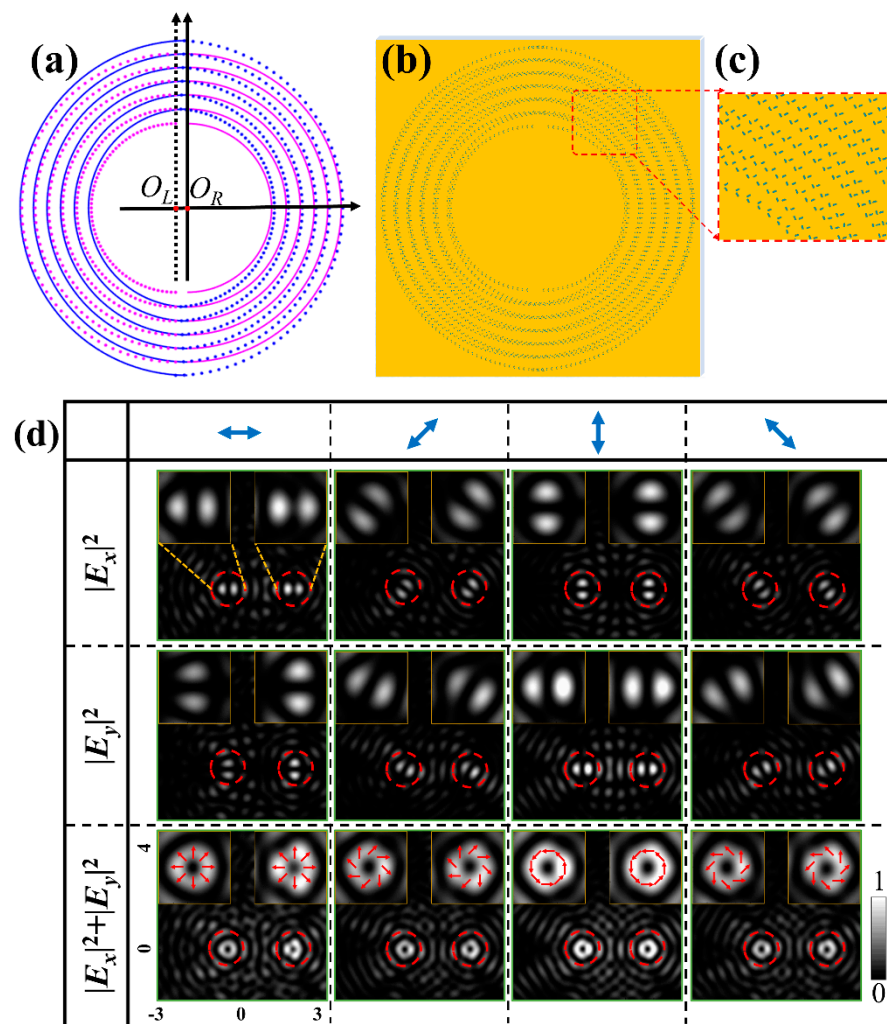 (a)
(b)
(c)
O_L O_R
(d)
|E_x|²
|E_y|²
|E_x|²+|E_y|²
4
0
-3 0 3
1
0